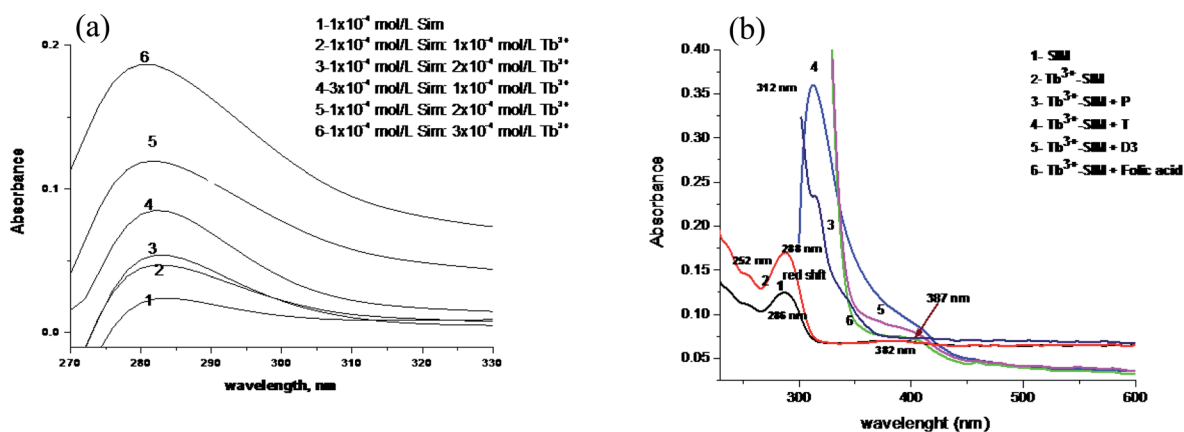 (a)
1-1x10⁻⁴ mol/L Sim
2-1x10⁻⁴ mol/L Sim: 1x10⁻⁴ mol/L Tb³⁺
3-1x10⁻⁴ mol/L Sim: 2x10⁻⁴ mol/L Tb³⁺
4-3x10⁻⁴ mol/L Sim: 1x10⁻⁴ mol/L Tb³⁺
5-1x10⁻⁴ mol/L Sim: 2x10⁻⁴ mol/L Tb³⁺
6-1x10⁻⁴ mol/L Sim: 3x10⁻⁴ mol/L Tb³⁺
0.2
0.1
0.0
Absorbance
6
5
4
3
2
1
270 280 290 300 310 320 330
wavelength, nm
(b)
1- SIM
2- Tb³⁺-SIM
3- Tb³⁺-SIM + P
4- Tb³⁺-SIM + T
5- Tb³⁺-SIM + D3
6- Tb³⁺-SIM + Folic acid
0.40
0.35
0.30
0.25
0.20
0.15
0.10
0.05
Absorbance
4
312 nm
3
252 nm
288 nm
2
red shft
1
286 nm
5
6
387 nm
382 nm
300 400 500 600
wavelenght (nm)